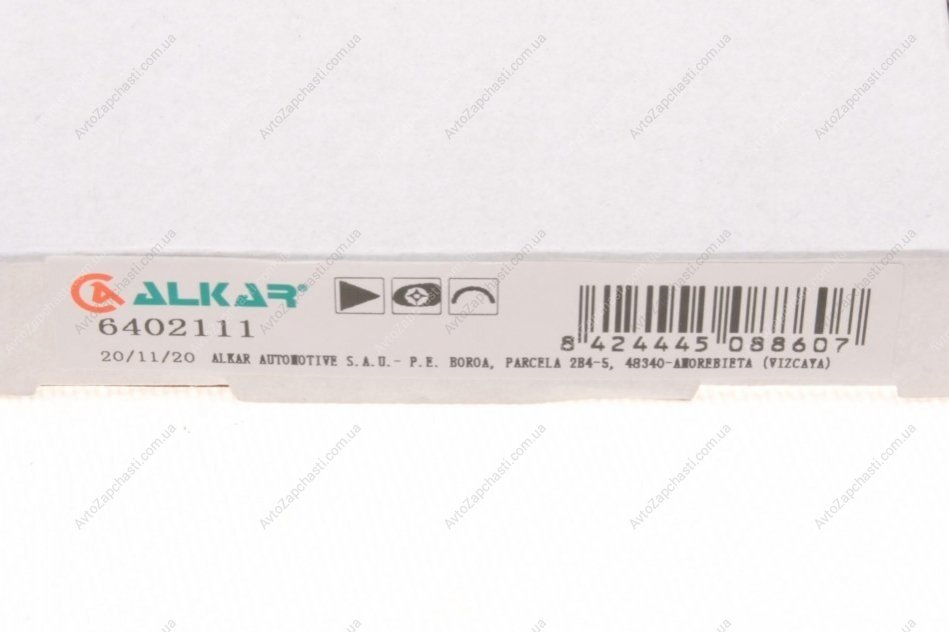 ALKAR
6402111
8 424445 088607
20/11/20 ALKAR AUTOMOTIVE S.A.U.- P.E. BOROA, PARCELA 2B4-5, 48340-AMOREBIETA (VIZCAYA)
AvtoZapchasti.com.ua